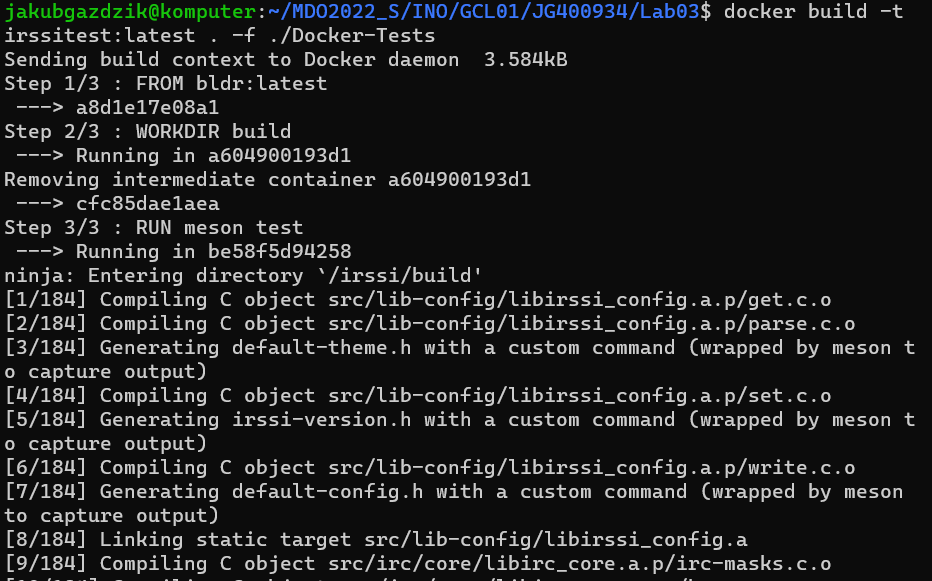 jakubgazdzik@komputer:~/MDO2022_S/INO/GCL01/JG400934/Lab03$ docker build -t
irssitest:latest . -f ./Docker-Tests
Sending build context to Docker daemon  3.584kB
Step 1/3 : FROM bldr:latest
 ---> a8d1e17e08a1
Step 2/3 : WORKDIR build
 ---> Running in a604900193d1
Removing intermediate container a604900193d1
 ---> cfc85dae1aea
Step 3/3 : RUN meson test
 ---> Running in be58f5d94258
ninja: Entering directory `/irssi/build'
[1/184] Compiling C object src/lib-config/libirssi_config.a.p/get.c.o
[2/184] Compiling C object src/lib-config/libirssi_config.a.p/parse.c.o
[3/184] Generating default-theme.h with a custom command (wrapped by meson t
o capture output)
[4/184] Compiling C object src/lib-config/libirssi_config.a.p/set.c.o
[5/184] Generating irssi-version.h with a custom command (wrapped by meson t
o capture output)
[6/184] Compiling C object src/lib-config/libirssi_config.a.p/write.c.o
[7/184] Generating default-config.h with a custom command (wrapped by meson
to capture output)
[8/184] Linking static target src/lib-config/libirssi_config.a
[9/184] Compiling C object src/irc/core/libirc_core.a.p/irc-masks.c.o